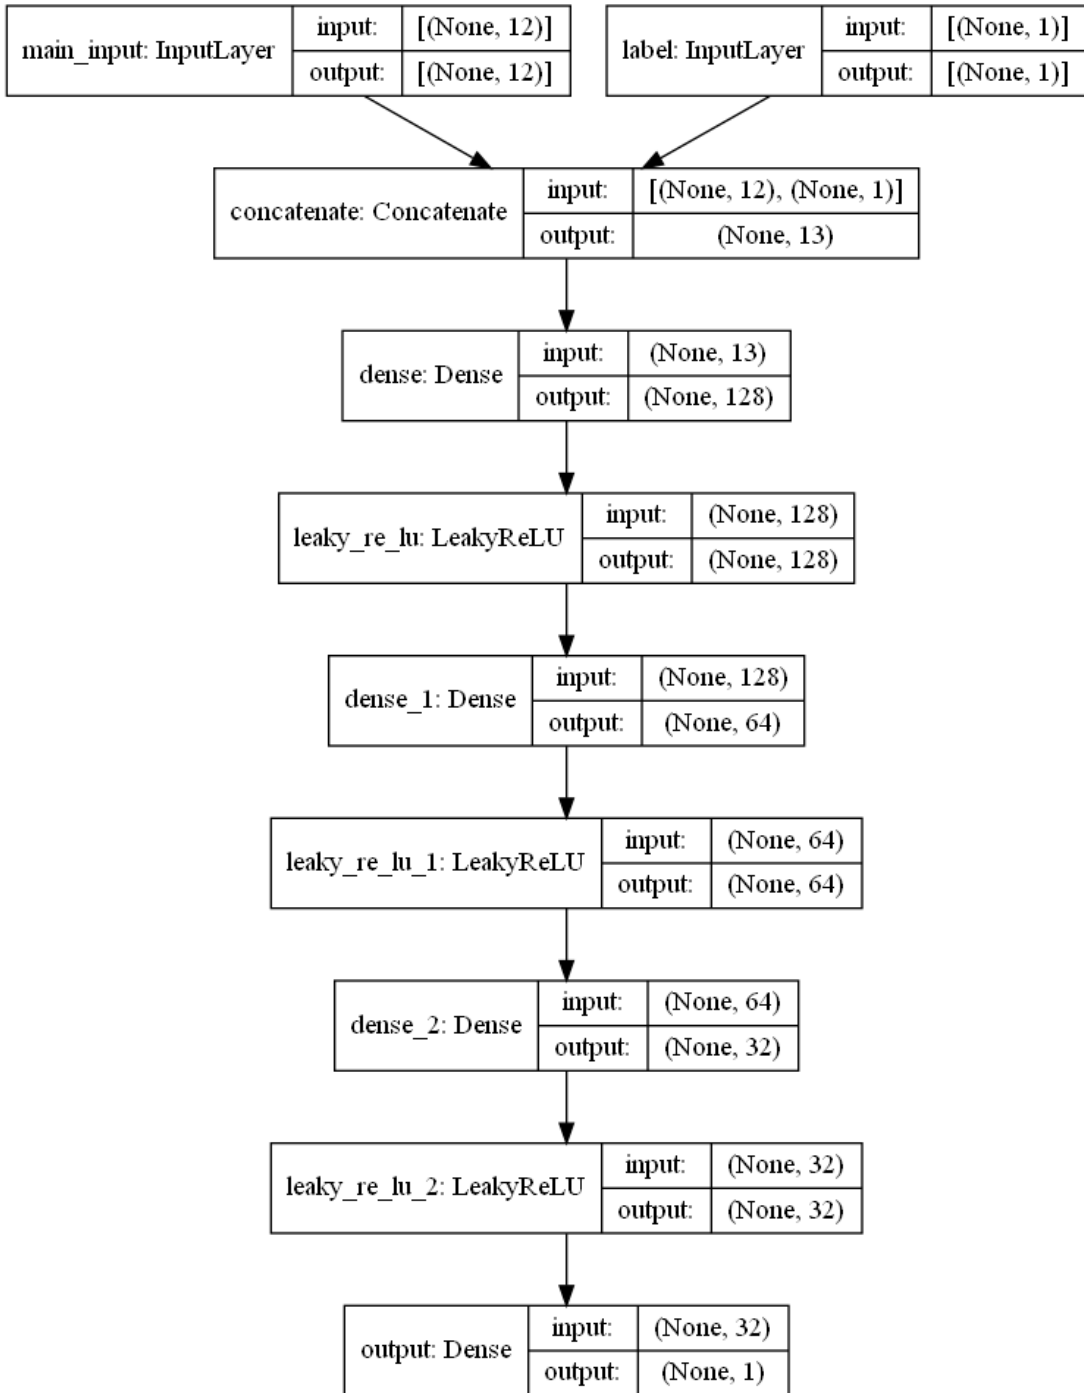 main_input: InputLayer
input:
[(None, 12)]
output:
[(None, 12)]
label: InputLayer
input:
[(None, 1)]
output:
[(None, 1)]
concatenate: Concatenate
input:
[(None, 12), (None, 1)]
output:
(None, 13)
dense: Dense
input:
(None, 13)
output:
(None, 128)
leaky_re_lu: LeakyReLU
input:
(None, 128)
output:
(None, 128)
dense_1: Dense
input:
(None, 128)
output:
(None, 64)
leaky_re_lu_1: LeakyReLU
input:
(None, 64)
output:
(None, 64)
dense_2: Dense
input:
(None, 64)
output:
(None, 32)
leaky_re_lu_2: LeakyReLU
input:
(None, 32)
output:
(None, 32)
output: Dense
input:
(None, 32)
output:
(None, 1)